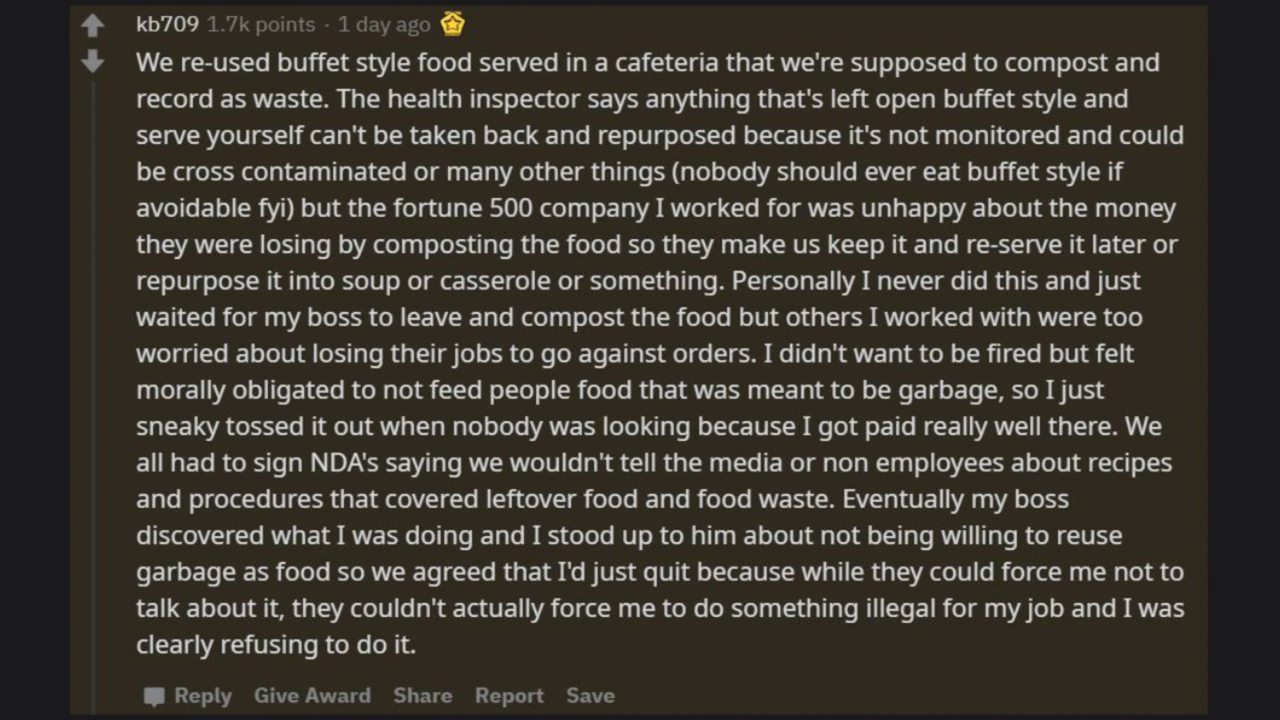 kb709 1.7k points · 1 day ago
We re-used buffet style food served in a cafeteria that we're supposed to compost and
record as waste. The health inspector says anything that's left open buffet style and
serve yourself can't be taken back and repurposed because it's not monitored and could
be cross contaminated or many other things (nobody should ever eat buffet style if
avoidable fyi) but the fortune 500 company I worked for was unhappy about the money
they were losing by composting the food so they make us keep it and re-serve it later or
repurpose it into soup or casserole or something. Personally I never did this and just
waited for my boss to leave and compost the food but others I worked with were too
worried about losing their jobs to go against orders. I didn't want to be fired but felt
morally obligated to not feed people food that was meant to be garbage, so I just
sneaky tossed it out when nobody was looking because I got paid really well there. We
all had to sign NDA's saying we wouldn't tell the media or non employees about recipes
and procedures that covered leftover food and food waste. Eventually my boss
discovered what I was doing and I stood up to him about not being willing to reuse
garbage as food so we agreed that I'd just quit because while they could force me not to
talk about it, they couldn't actually force me to do something illegal for my job and I was
clearly refusing to do it.
Reply Give Award Share Report Save